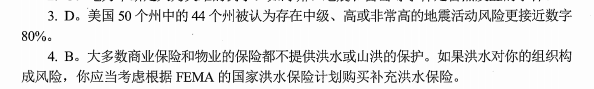 3. D。美国 50 个州中的 44 个州被认为存在中级、高或非常高的地震活动风险更接近数字
80%。
4. B。大多数商业保险和物业的保险都不提供洪水或山洪的保护。如果洪水对你的组织构
成风险，你应当考虑根据 FEMA 的国家洪水保险计划购买补充洪水保险。